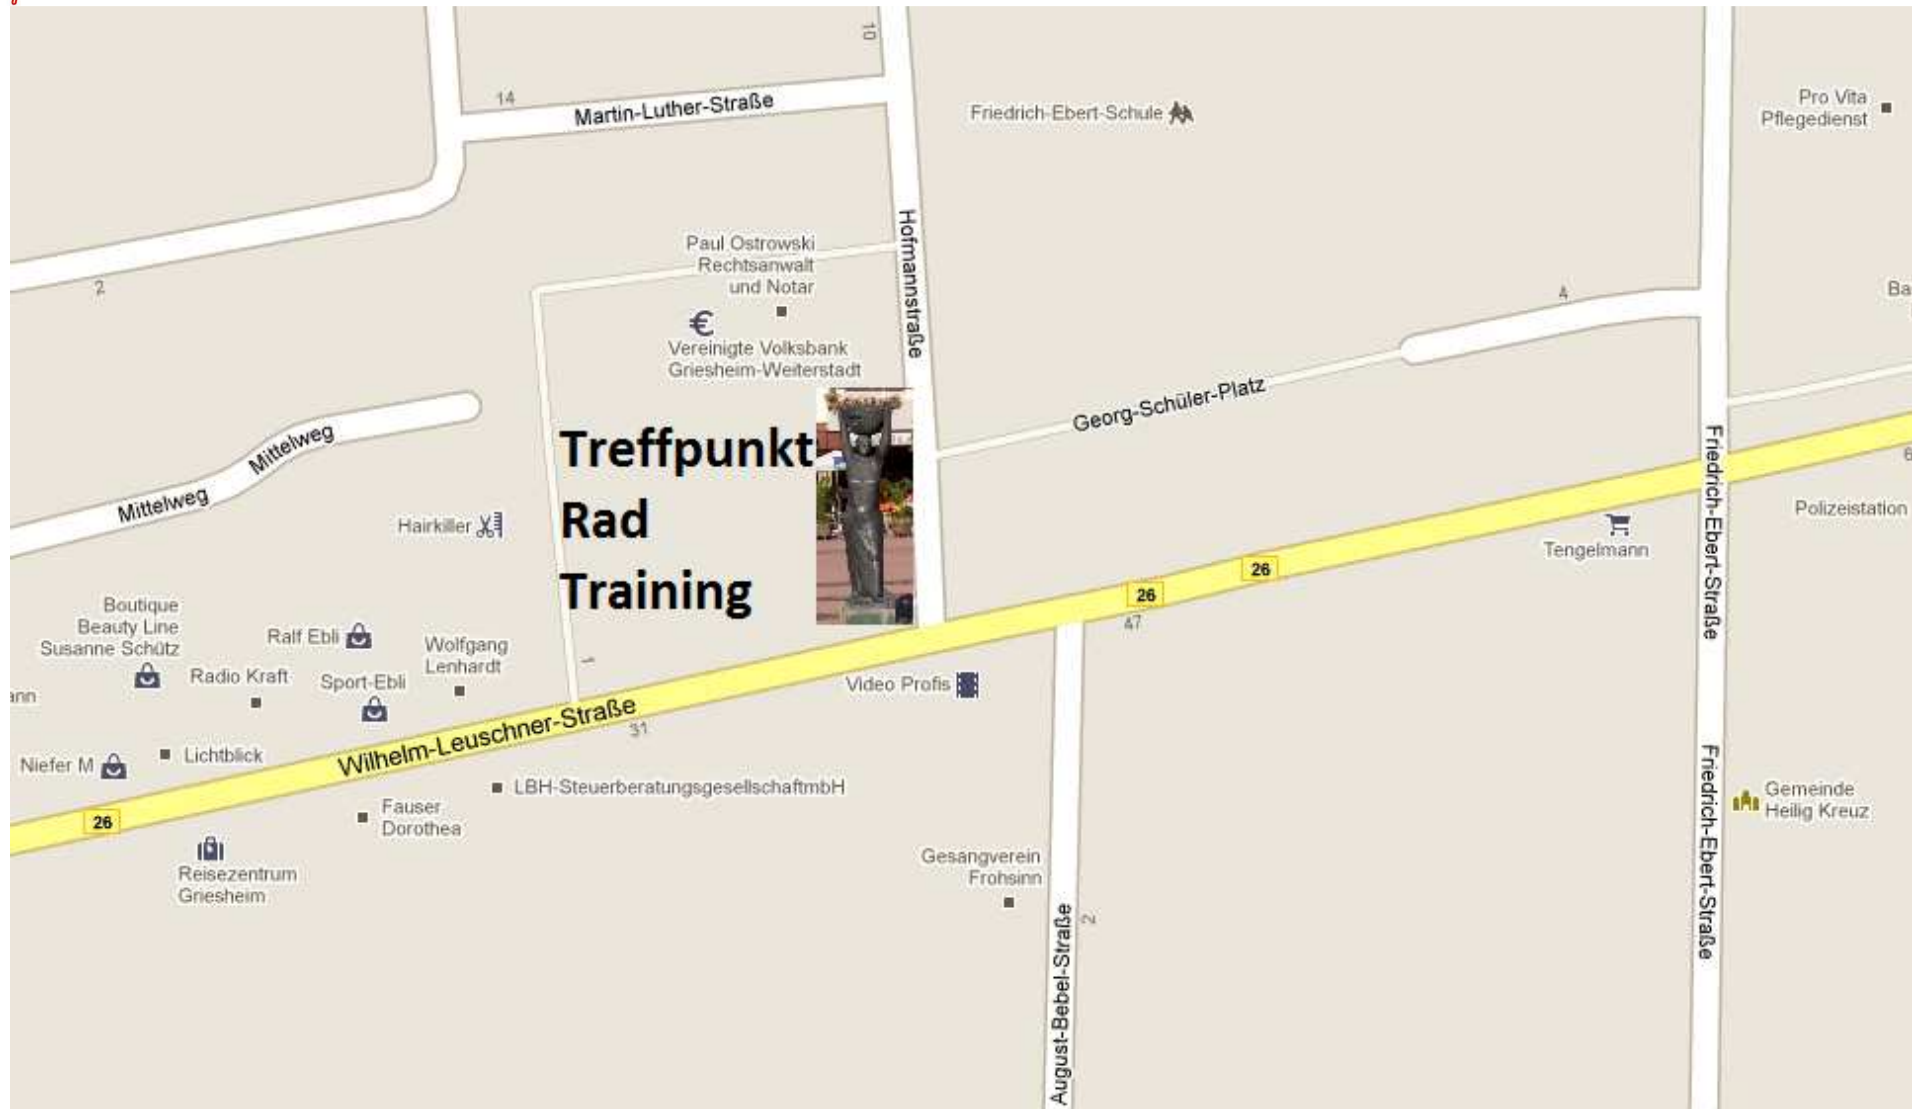 10
14
Martin-Luther-Straße
Friedrich-Ebert-Schule
Pro Vita
Pflegedienst
Hofmannstraße
Paul Ostrowski
Rechtsanwalt
und Notar
2
4
Ba
€
Vereinigte Volksbank
Griesheim-Weiterstadt
Georg-Schüler-Platz
Mittelweg
Mittelweg
Treffpunkt
Rad
Training
Hairkiller
Friedrich-Ebert-Straße
6
Polizeistation
Tengelmann
26
26
47
Boutique
Beauty Line
Susanne Schütz
Ralf Ebli
Wolfgang
Lenhardt
1
Radio Kraft
Sport-Ebli
Video Profis
ann
Wilhelm-Leuschner-Straße
31
Niefer M
Lichtblick
LBH-SteuerberatungsgesellschaftmbH
26
Fauser
Dorothea
Friedrich-Ebert-Straße
Gemeinde
Heilig Kreuz
Reisezentrum
Griesheim
Gesangverein
Frohsinn
August-Bebel-Straße
2